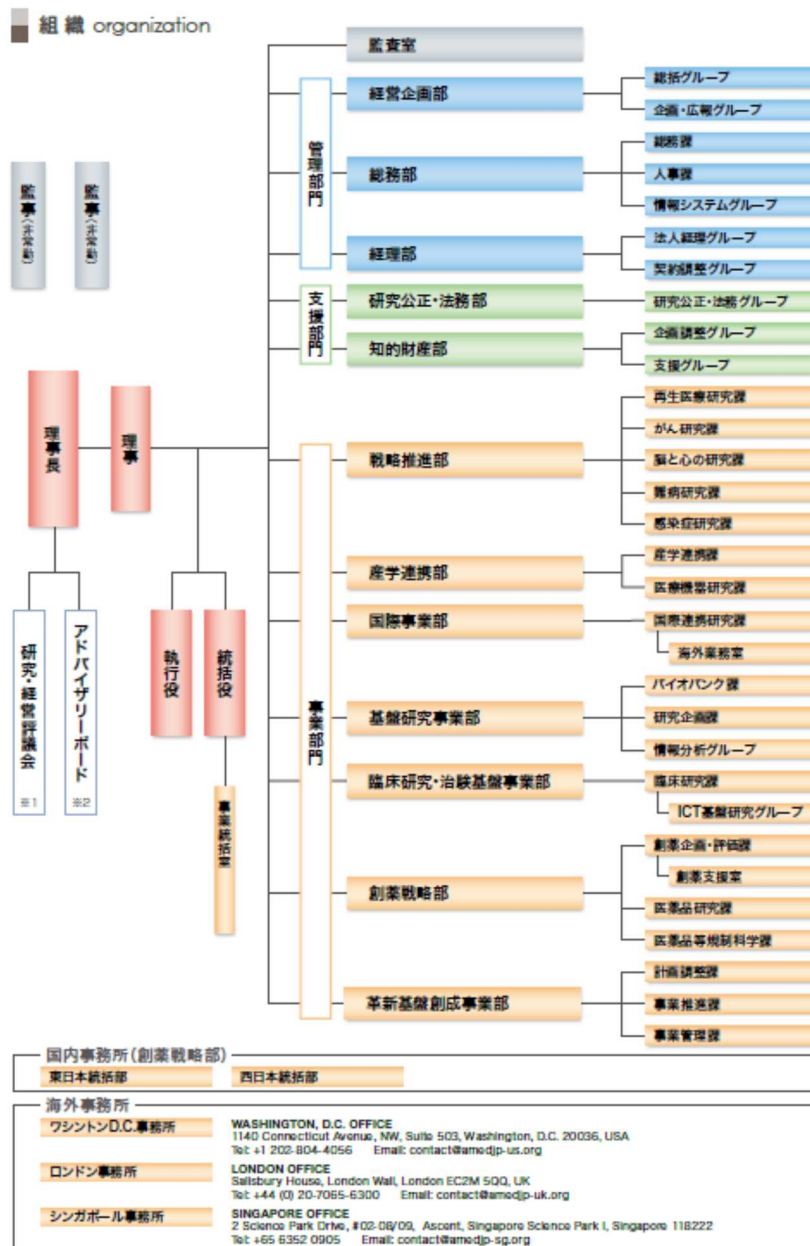 組織 organization
監査室
管理部門
経営企画部
総括グループ
企画・広報グループ
総務部
総務課
人事課
情報システムグループ
経理部
法人経理グループ
契約調整グループ
監事(非常勤)
監事(非常勤)
支援部門
研究公正・法務部
研究公正・法務グループ
知的財産部
企画調整グループ
支援グループ
理事長
理事
研究・経営評議会 ※1
アドバイザリーボード ※2
執行役
統括役
事業統括室
事業部門
戦略推進部
再生医療研究課
がん研究課
脳と心の研究課
難病研究課
感染症研究課
産学連携部
産学連携課
医療機器研究課
国際事業部
国際連携研究課
海外業務室
基盤研究事業部
バイオバンク課
研究企画課
情報分析グループ
臨床研究・治験基盤事業部
臨床研究課
ICT基盤研究グループ
創薬戦略部
創薬企画・評価課
創薬支援室
医薬品研究課
医薬品等規制科学課
革新基盤創成事業部
計画調整課
事業推進課
事業管理課
国内事務所(創薬戦略部)
東日本統括部
西日本統括部
海外事務所
ワシントンD.C.事務所
WASHINGTON, D.C. OFFICE
1140 Connecticut Avenue, NW, Suite 503, Washington, D.C. 20036, USA
Tel: +1 202-804-4056 Email: contact@amedjp-us.org
ロンドン事務所
LONDON OFFICE
Salisbury House, London Wall, London EC2M 5QQ, UK
Tel: +44 (0) 20-7065-6300 Email: contact@amedjp-uk.org
シンガポール事務所
SINGAPORE OFFICE
2 Science Park Drive, #02-08/09, Ascent, Singapore Science Park I, Singapore 118222
Tel: +65 6352 0905 Email: contact@amedjp-sg.org